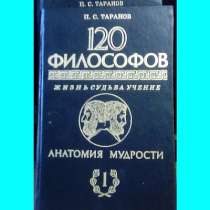 П. С. ТАРАНОВ
П. С. ТАРАНОВ
120
ФИЛОСОФОВ
ЖИЗНЬ СУДЬБА УЧЕНИЕ
АНАТОМИЯ МУДРОСТИ
1